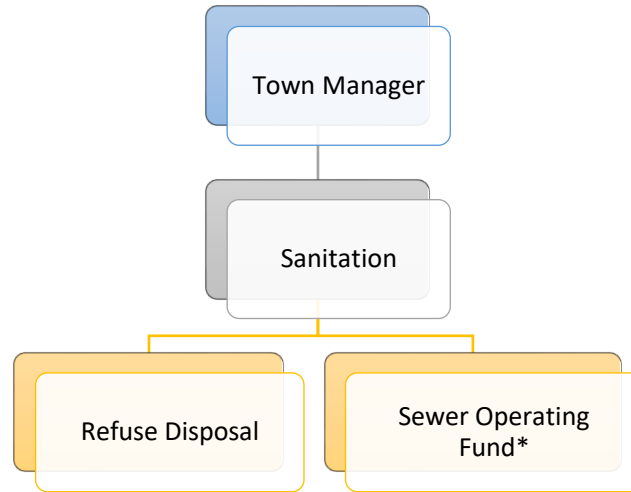 Town Manager
Sanitation
Refuse Disposal
Sewer Operating
Fund*